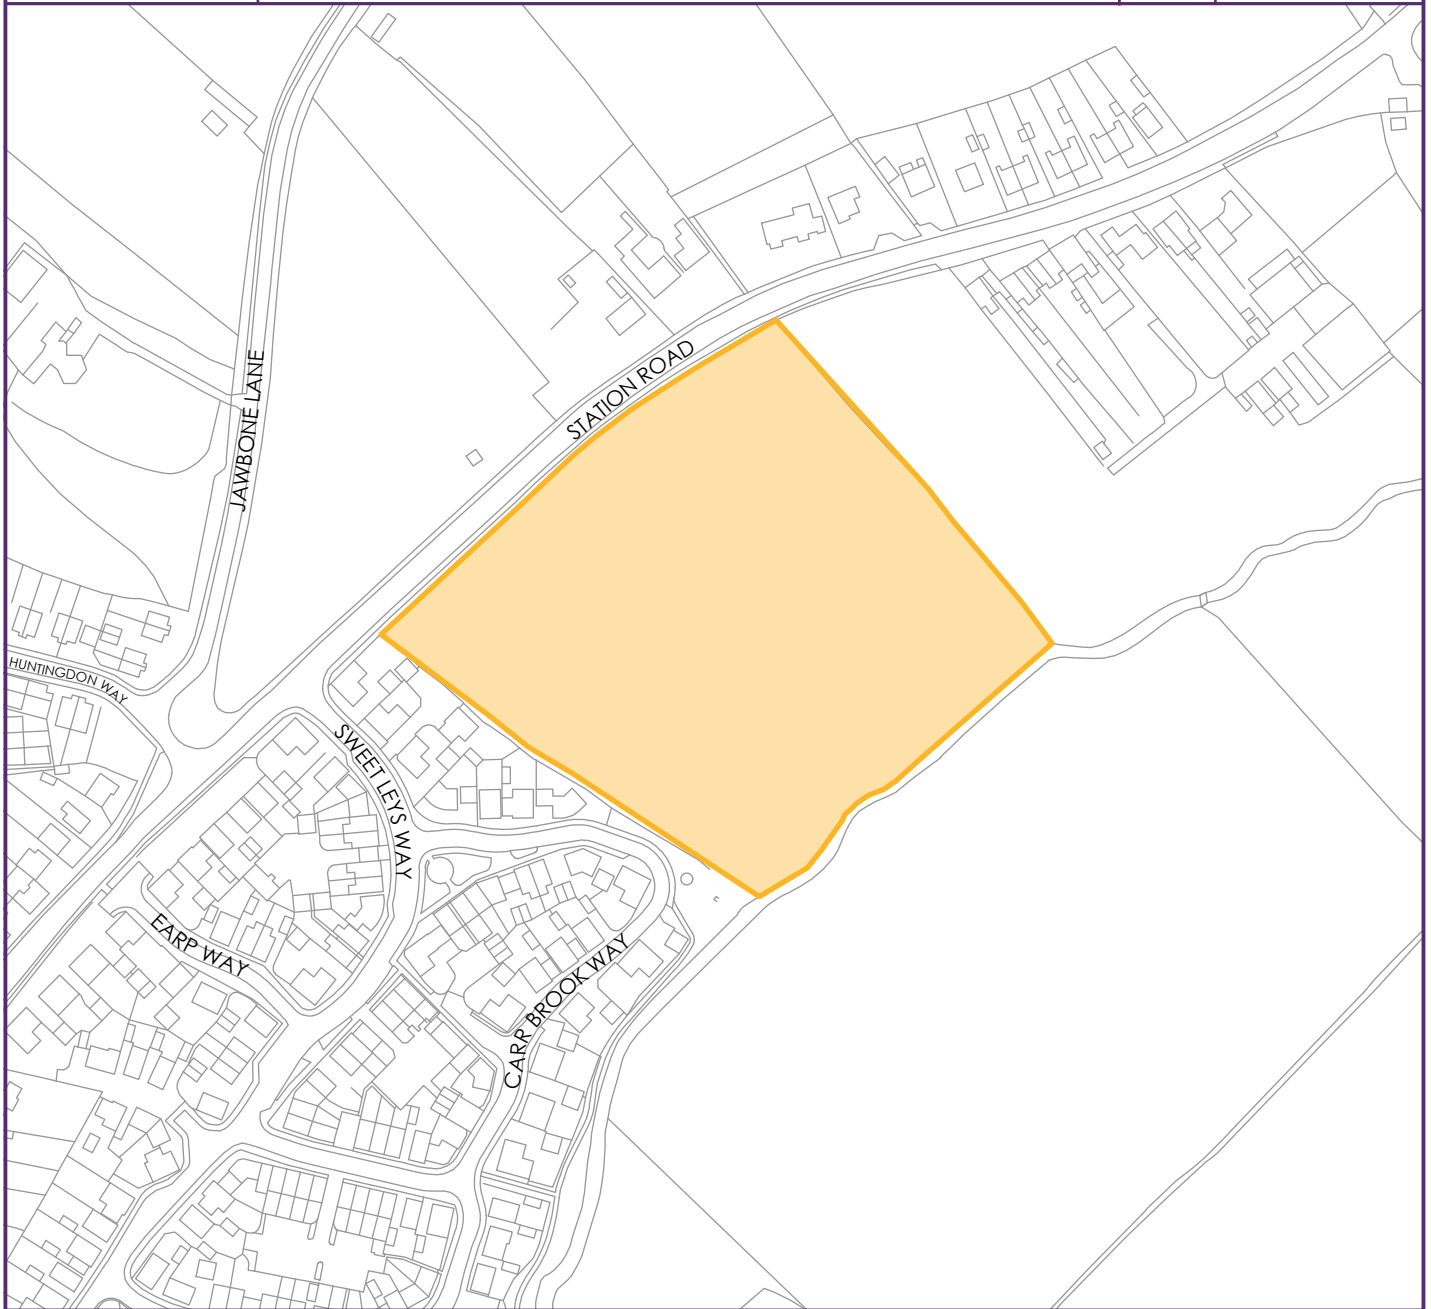 STATION ROAD
JAWBONE LANE
HUNTINGDON WAY
SWEET LEYS WAY
EARP WAY
CARR BROOK WAY